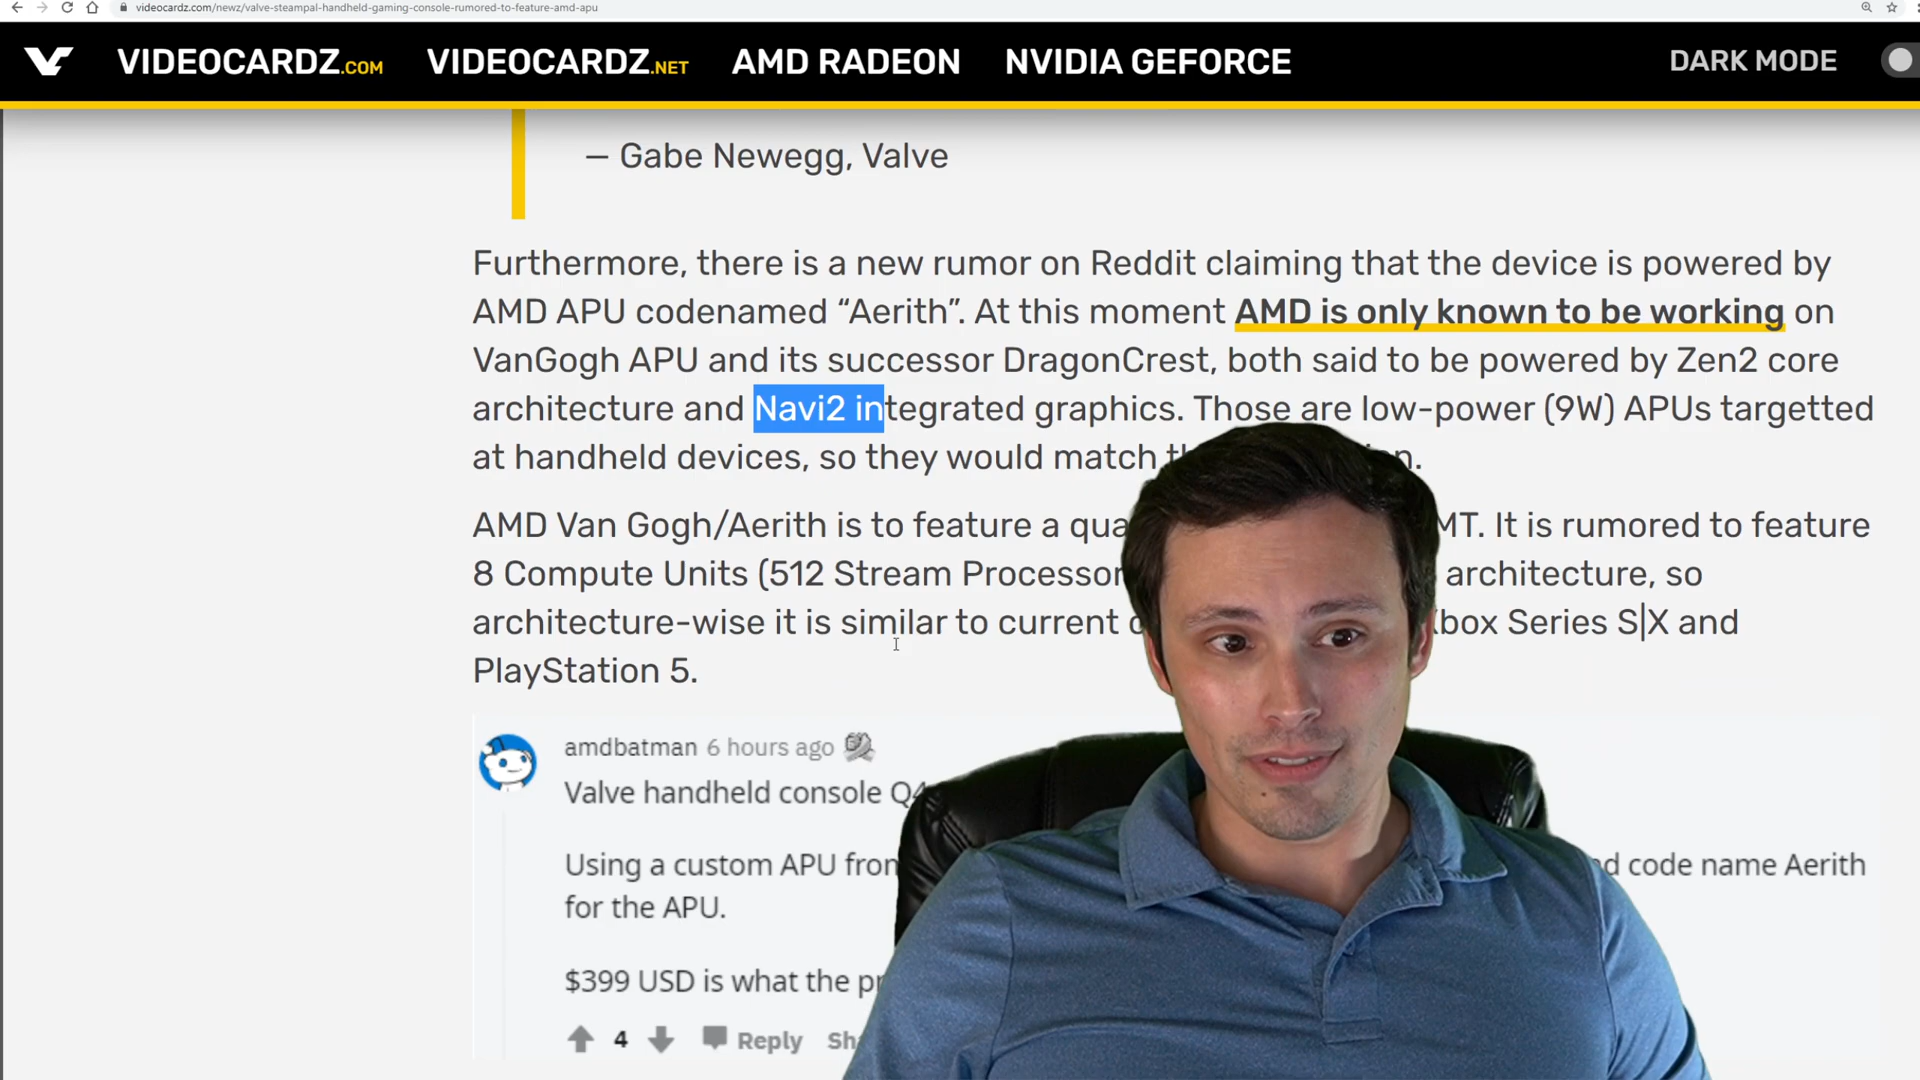 videocardz.com/newz/valve-steampal-handheld-gaming-console-rumored-to-feature-amd-apu
VIDEOCARDZ.COM VIDEOCARDZ.NET AMD RADEON NVIDIA GEFORCE DARK MODE
— Gabe Newegg, Valve
Furthermore, there is a new rumor on Reddit claiming that the device is powered by
AMD APU codenamed “Aerith”. At this moment AMD is only known to be working on
VanGogh APU and its successor DragonCrest, both said to be powered by Zen2 core
architecture and Navi2 integrated graphics. Those are low-power (9W) APUs targetted
at handheld devices, so they would match
AMD Van Gogh/Aerith is to feature a MT. It is rumored to feature
8 Compute Units (512 Stream Processor architecture, so
architecture-wise it is similar to current Series S|X and
PlayStation 5.
amdbatman 6 hours ago
Valve handheld console Q4
Using a custom APU from code name Aerith
for the APU.
$399 USD is what the
4 Reply